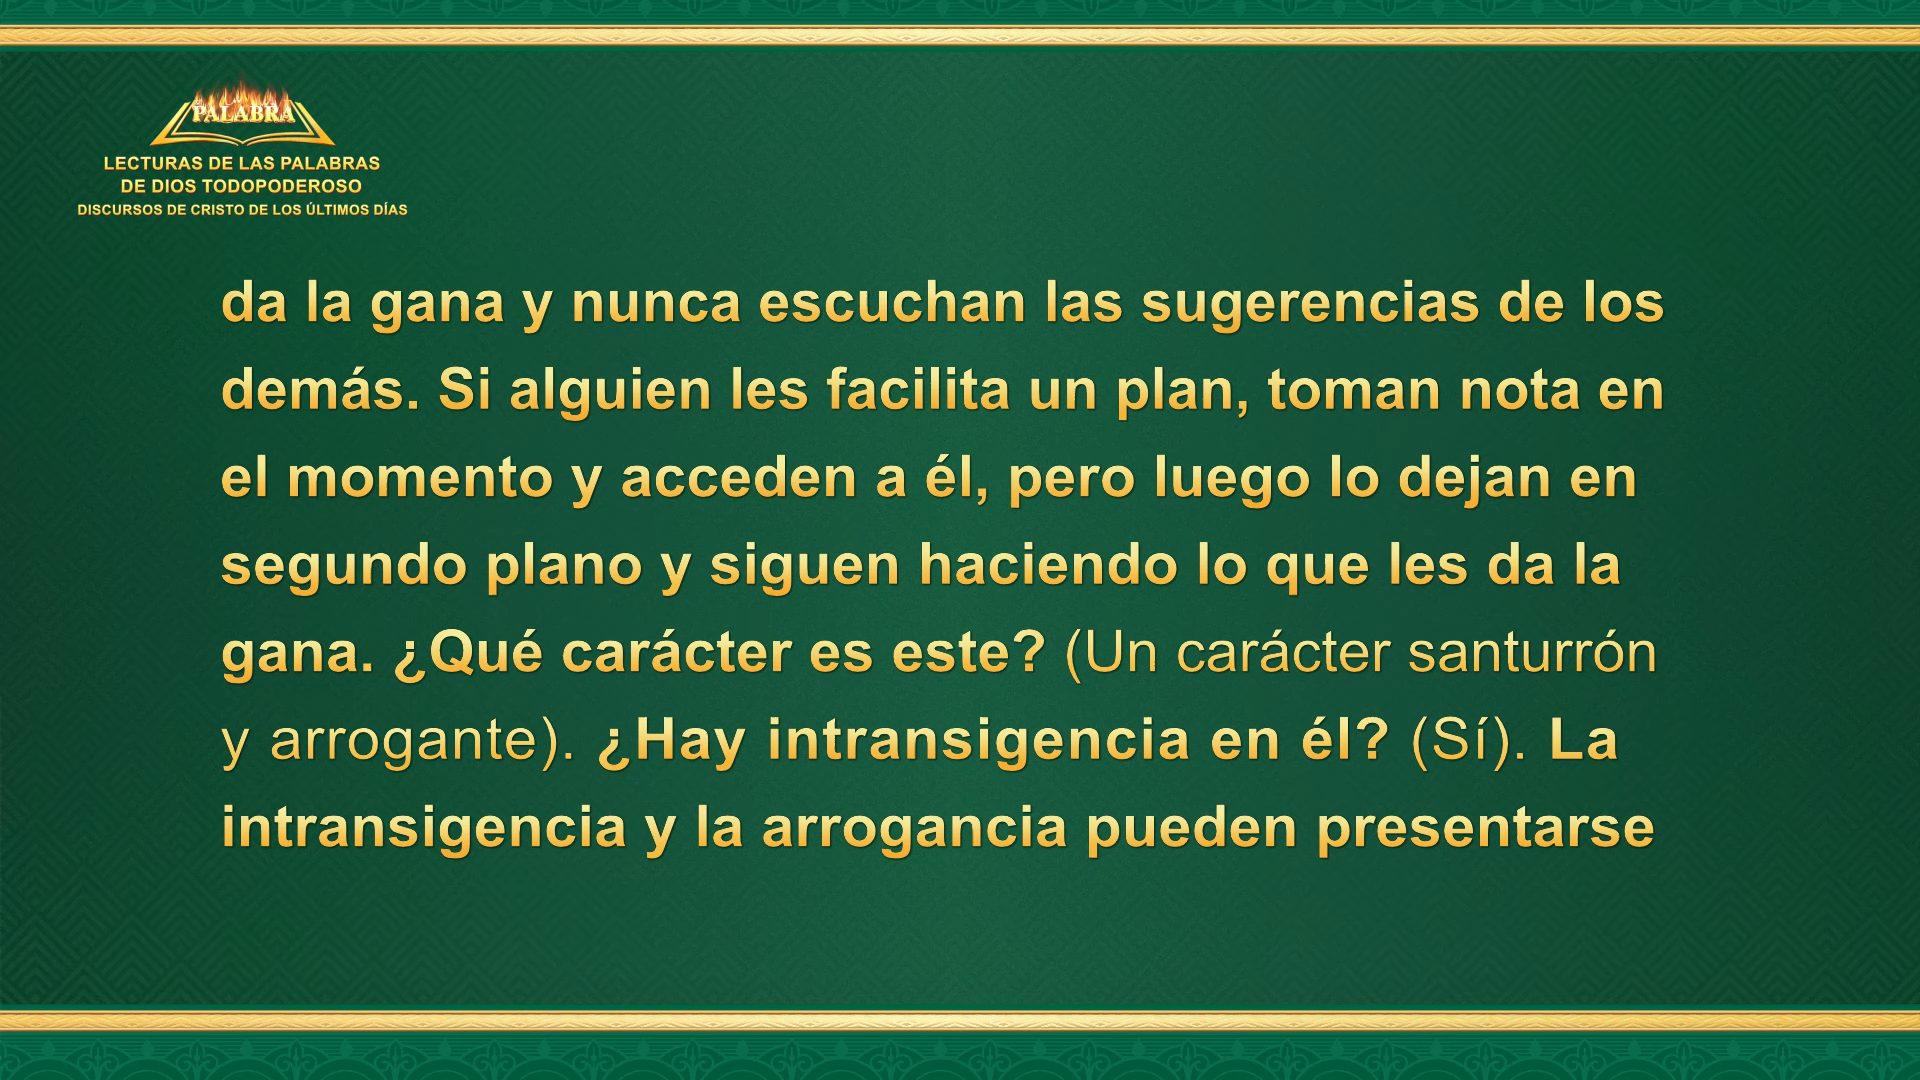 PALABRA
LECTURAS DE LAS PALABRAS
DE DIOS TODOPODEROSO
DISCURSOS DE CRISTO DE LOS ÚLTIMOS DÍAS
da la gana y nunca escuchan las sugerencias de los
demás. Si alguien les facilita un plan, toman nota en
el momento y acceden a él, pero luego lo dejan en
segundo plano y siguen haciendo lo que les da la
gana. ¿Qué carácter es este? (Un carácter santurrón
y arrogante). ¿Hay intransigencia en él? (Sí). La
intransigencia y la arrogancia pueden presentarse